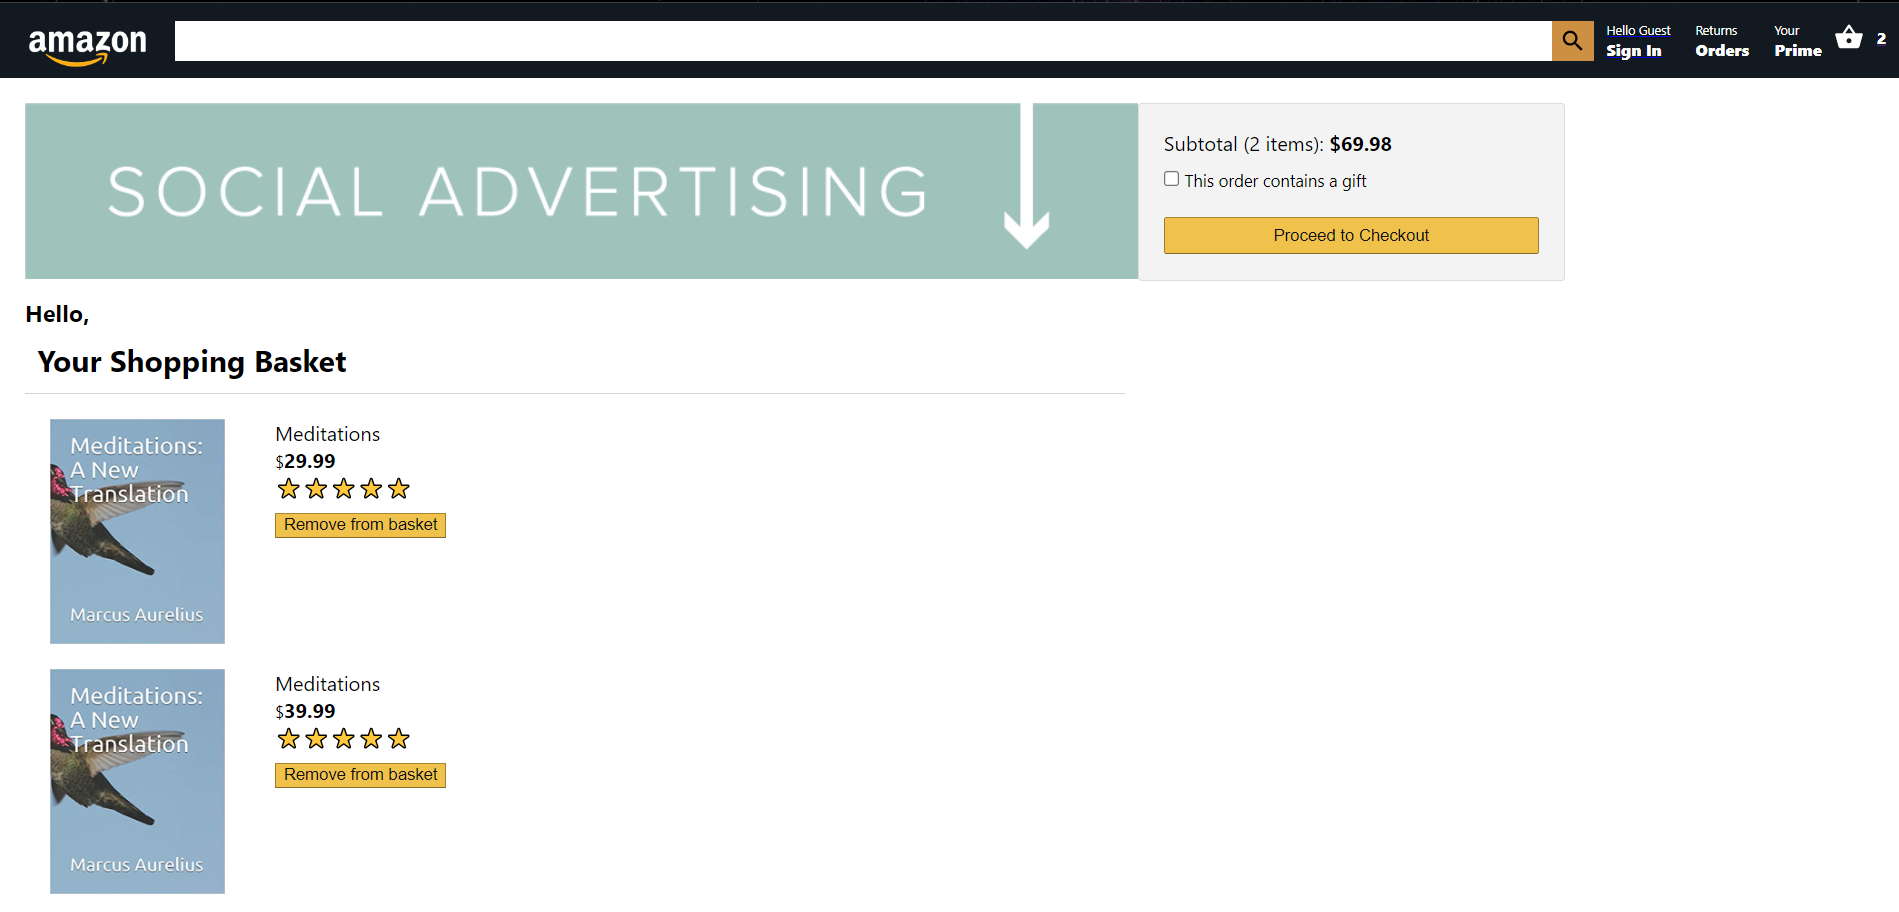 amazon
Hello Guest
Sign In
Returns
Orders
Your
Prime
2
SOCIAL ADVERTISING
Subtotal (2 items): $69.98
This order contains a gift
Proceed to Checkout
Hello,
Your Shopping Basket
Meditations:
A New
Translation
Marcus Aurelius
Meditations
$29.99
Remove from basket
Meditations:
A New
Translation
Marcus Aurelius
Meditations
$39.99
Remove from basket